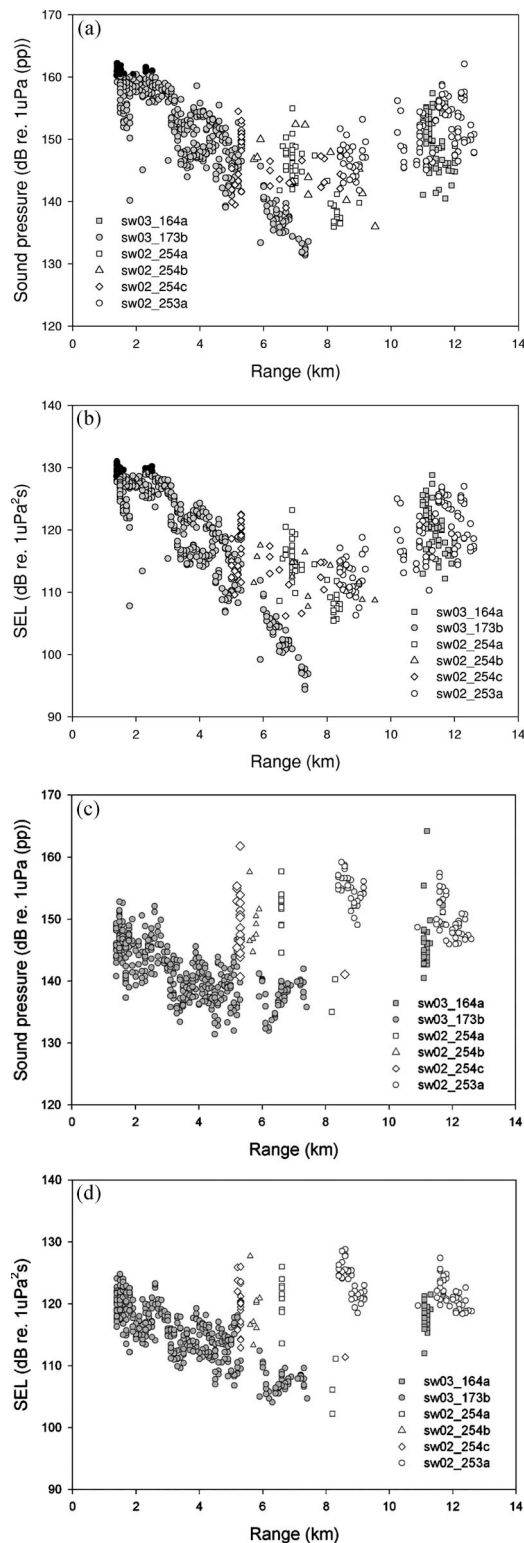 (a)
Sound pressure (dB re. 1uPa (pp))
170
160
150
140
130
120
sw03_164a
sw03_173b
sw02_254a
sw02_254b
sw02_254c
sw02_253a
0 2 4 6 8 10 12 14
Range (km)
(b)
SEL (dB re. 1uPa²s)
140
130
120
110
100
90
sw03_164a
sw03_173b
sw02_254a
sw02_254b
sw02_254c
sw02_253a
0 2 4 6 8 10 12 14
Range (km)
(c)
Sound pressure (dB re. 1uPa (pp))
170
160
150
140
130
120
sw03_164a
sw03_173b
sw02_254a
sw02_254b
sw02_254c
sw02_253a
0 2 4 6 8 10 12 14
Range (km)
(d)
SEL (dB re. 1uPa²s)
140
130
120
110
100
90
sw03_164a
sw03_173b
sw02_254a
sw02_254b
sw02_254c
sw02_253a
0 2 4 6 8 10 12 14
Range (km)